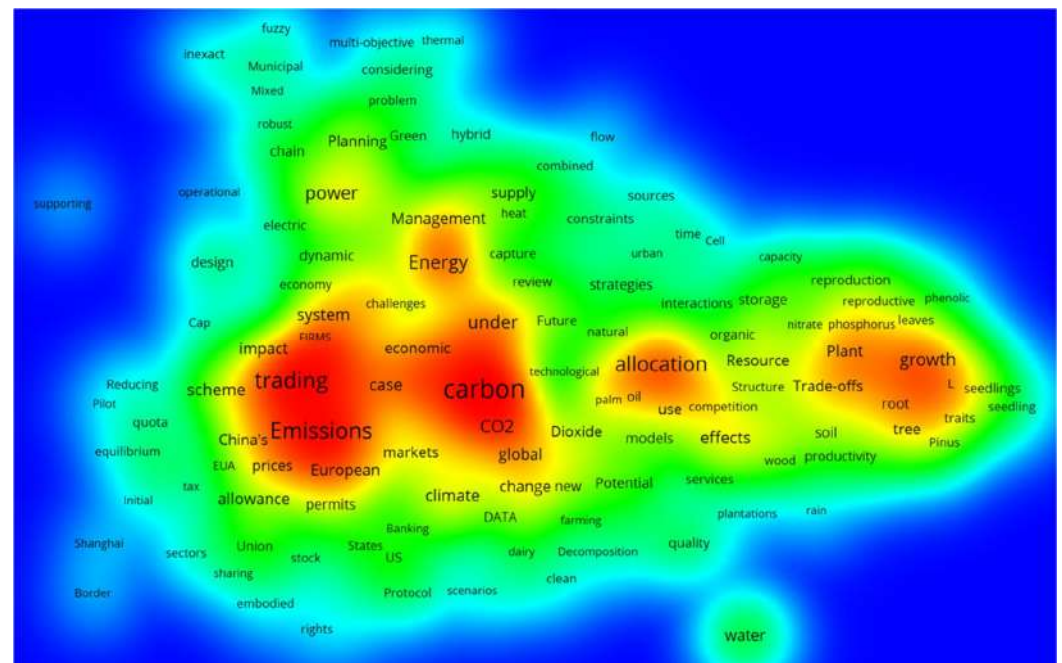 fuzzy
inexact
multi-objective
thermal
Municipal
considering
Mixed
problem
robust
Planning
Green
hybrid
flow
chain
combined
supporting
operational
power
supply
sources
Management
heat
constraints
electric
time
Cell
dynamic
capture
urban
capacity
design
Energy
economy
review
strategies
reproduction
challenges
interactions
storage
reproductive
phenolic
Cap
system
under
Future
natural
organic
nitrate
phosphorus
leaves
FIRMS
impact
economic
allocation
Resource
Plant
growth
technological
Reducing
scheme
trading
case
carbon
Structure
Trade-offs
L
seedlings
Pilot
palm
oil
use
competition
root
seedling
quota
Emissions
CO2
traits
China's
Dioxide
models
effects
soil
tree
Pinus
equilibrium
markets
global
EUA
prices
European
wood
productivity
tax
change
new
Potential
services
Initial
allowance
permits
climate
DATA
farming
plantations
rain
Banking
Shanghai
sectors
Union
stock
States
US
dairy
Decomposition
quality
sharing
clean
Border
embodied
Protocol
scenarios
rights
water